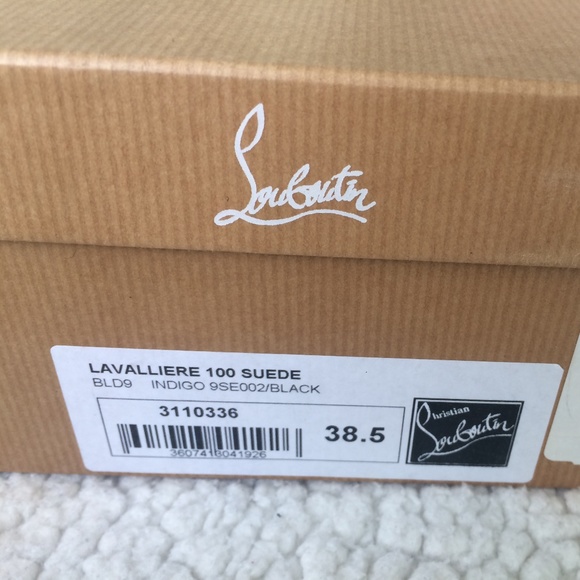 Louboutin
LAVALLIERE 100 SUEDE
BLD9 INDIGO 9SE002/BLACK
3110336
3607416041926
38.5
Christian
Louboutin